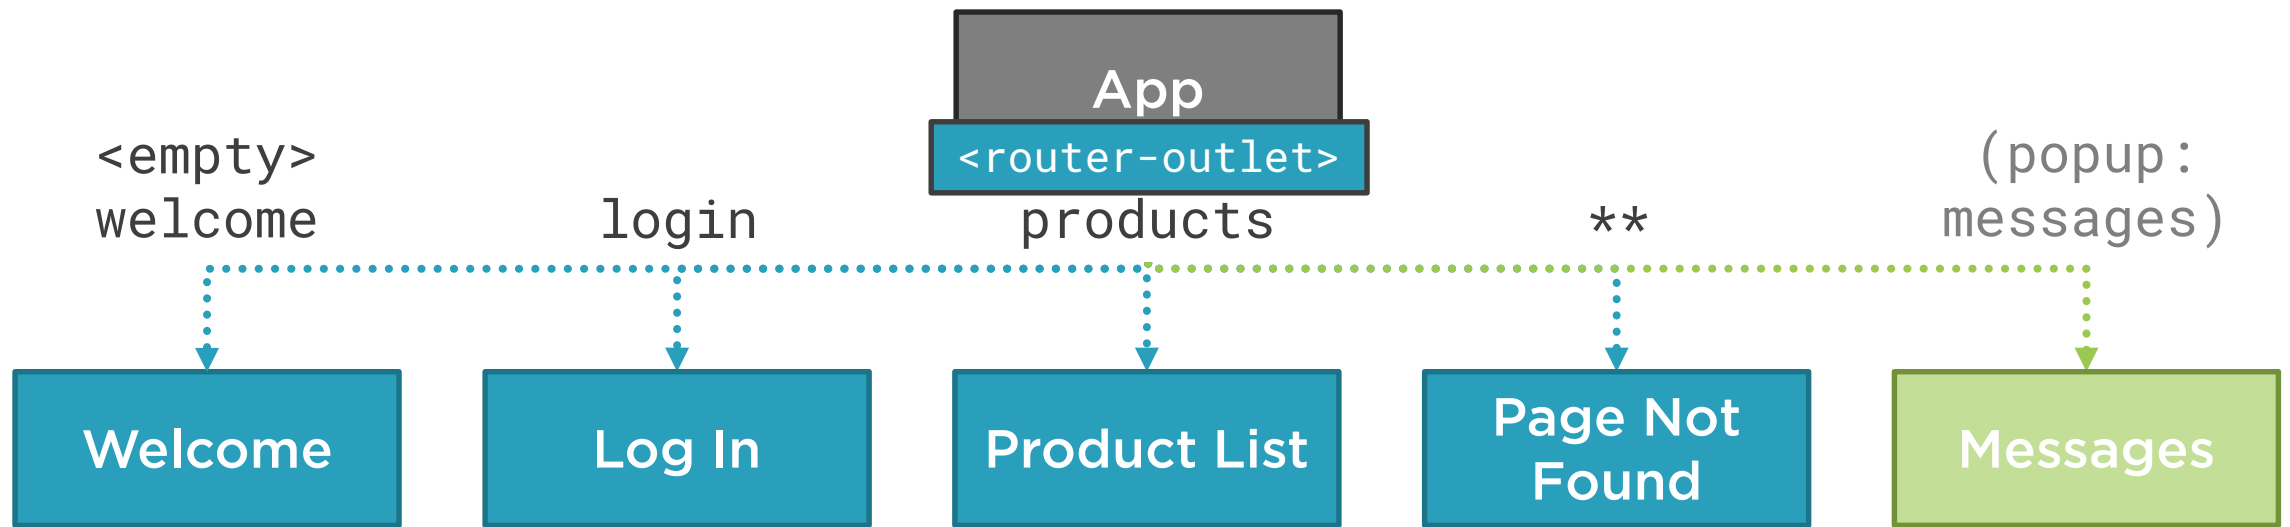 App
<router-outlet>
<empty>
welcome
login
products
**
(popup:
messages)
Welcome
Log In
Product List
Page Not
Found
Messages